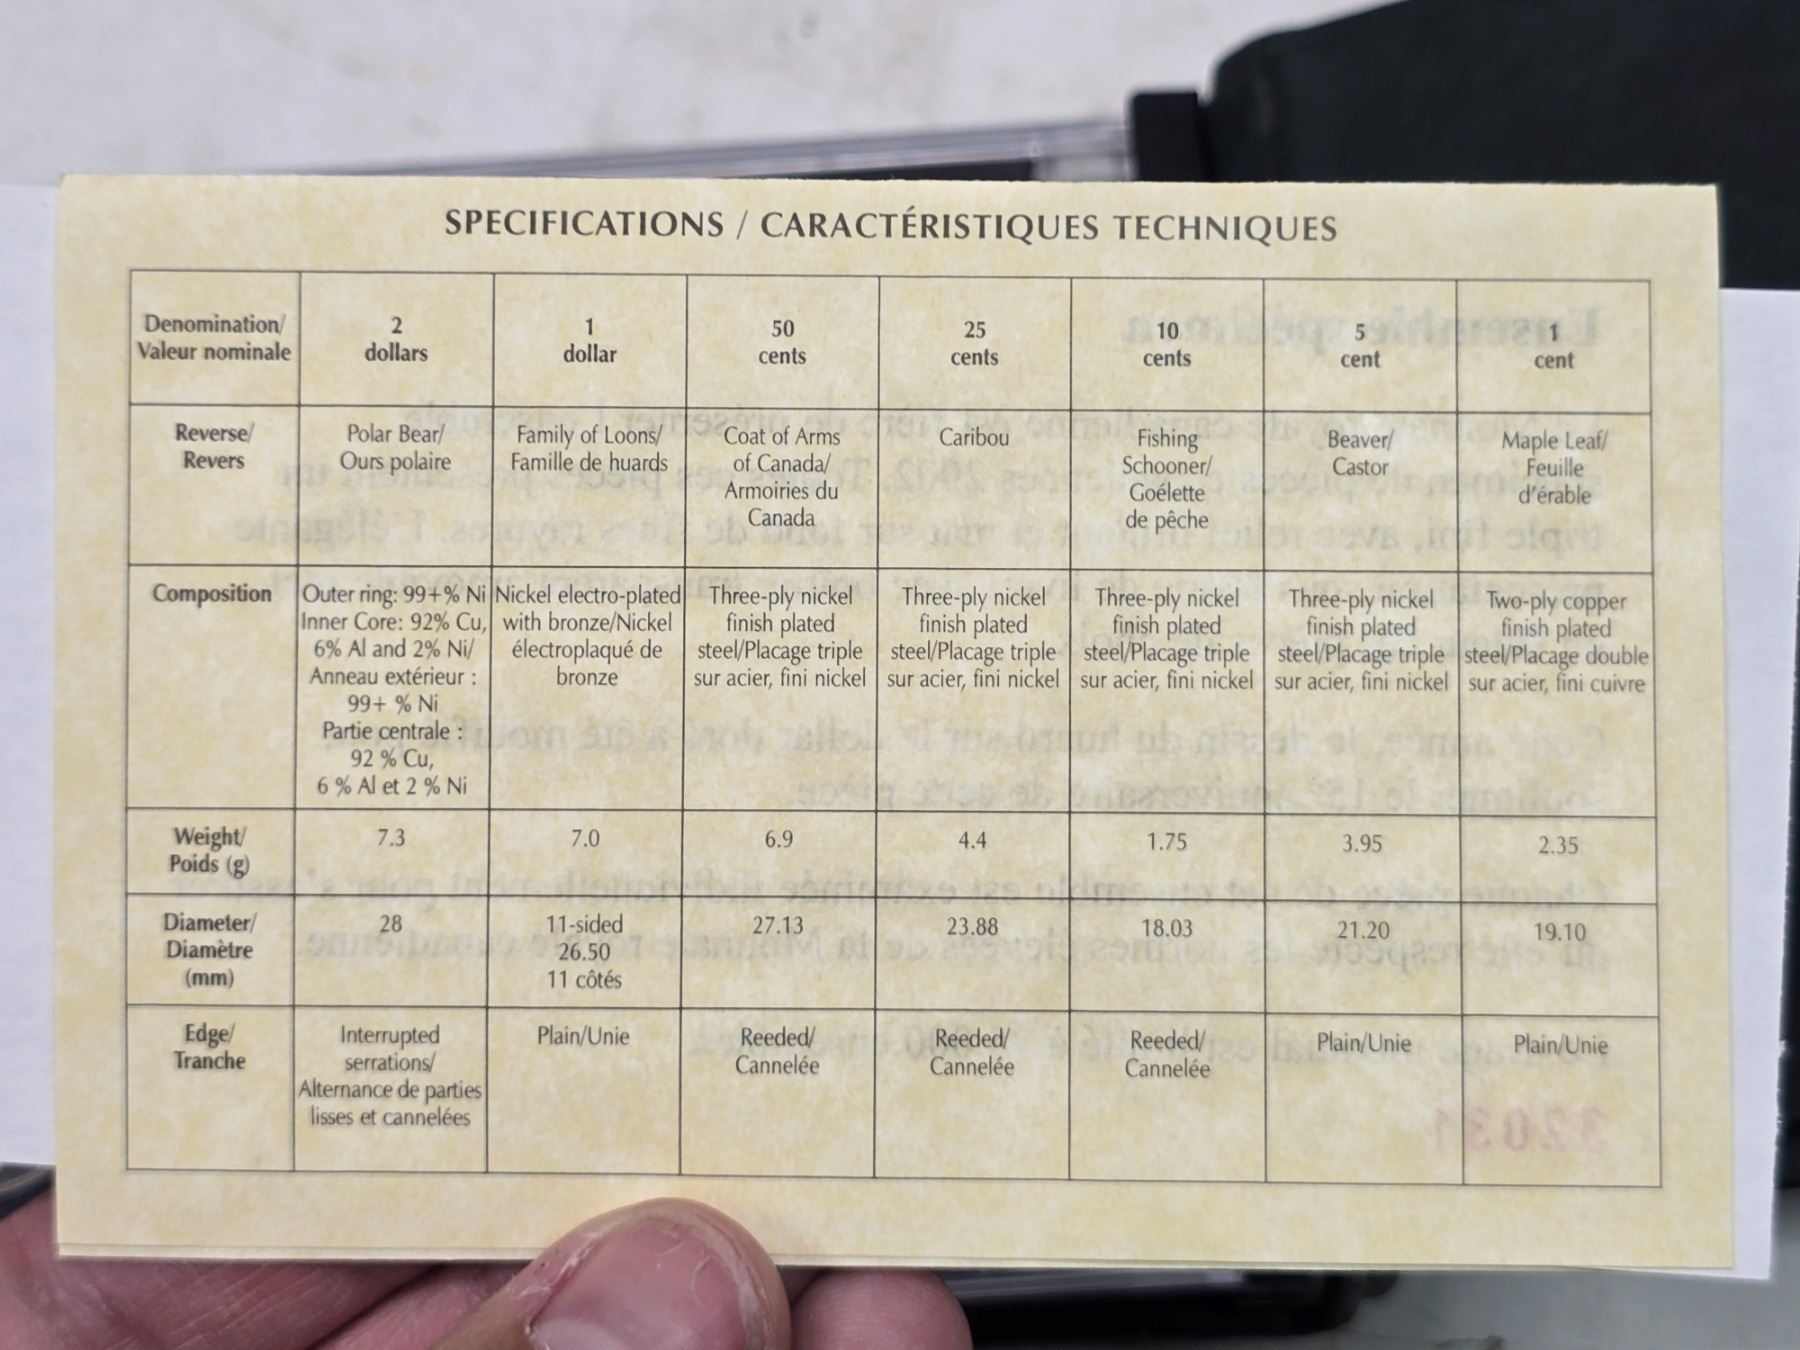 SPECIFICATIONS / CARACTÉRISTIQUES TECHNIQUES
Denomination/
Valeur nominale
2
dollars
1
dollar
50
cents
25
cents
10
cents
5
cent
1
cent
Reverse/
Revers
Polar Bear/
Ours polaire
Family of Loons/
Famille de huards
Coat of Arms
of Canada/
Armoiries du
Canada
Caribou
Fishing
Schooner/
Goélette
de pêche
Beaver/
Castor
Maple Leaf/
Feuille
d'érable
Composition
Outer ring: 99+% Ni
Inner Core: 92% Cu,
6% Al and 2% Ni/
Anneau extérieur :
99+ % Ni
Partie centrale :
92 % Cu,
6 % Al et 2 % Ni
Nickel electro-plated
with bronze/Nickel
électroplaqué de
bronze
Three-ply nickel
finish plated
steel/Placage triple
sur acier, fini nickel
Three-ply nickel
finish plated
steel/Placage triple
sur acier, fini nickel
Three-ply nickel
finish plated
steel/Placage triple
sur acier, fini nickel
Three-ply nickel
finish plated
steel/Placage triple
sur acier, fini nickel
Two-ply copper
finish plated
steel/Placage double
sur acier, fini cuivre
Weight/
Poids (g)
7.3
7.0
6.9
4.4
1.75
3.95
2.35
Diameter/
Diamètre
(mm)
28
11-sided
26.50
11 côtés
27.13
23.88
18.03
21.20
19.10
Edge/
Tranche
Interrupted
serrations/
Alternance de parties
lisses et cannelées
Plain/Unie
Reeded/
Cannelée
Reeded/
Cannelée
Reeded/
Cannelée
Plain/Unie
Plain/Unie